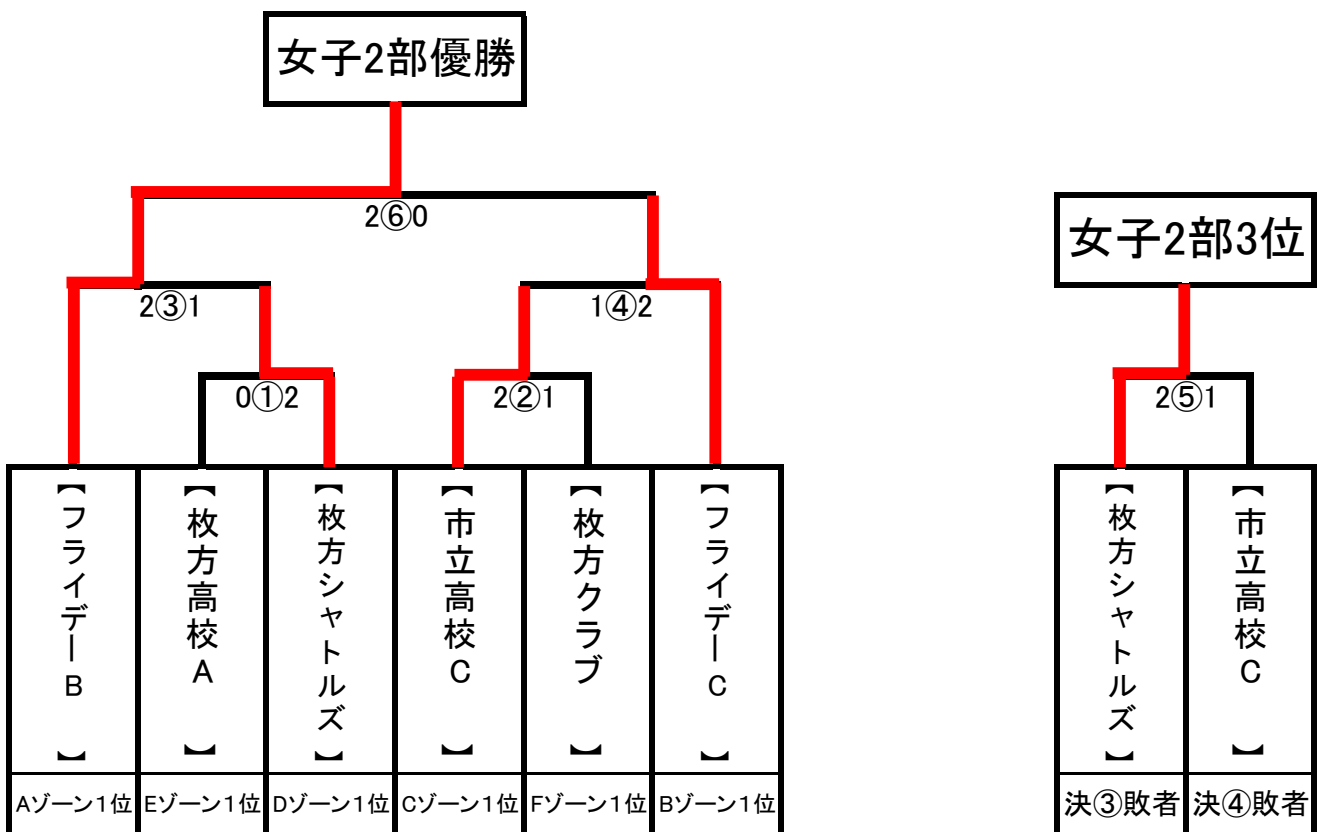 女子2部優勝
2⑥0
女子2部3位
2③1
1④2
0①2
2②1
2⑤1
【フライデーB 】
【枚方高校A 】
【枚方シャトルズ】
【市立高校C 】
【枚方クラブ 】
【フライデーC 】
【枚方シャトルズ】
【市立高校C 】
Aゾーン1位
Eゾーン1位
Dゾーン1位
Cゾーン1位
Fゾーン1位
Bゾーン1位
決③敗者
決④敗者